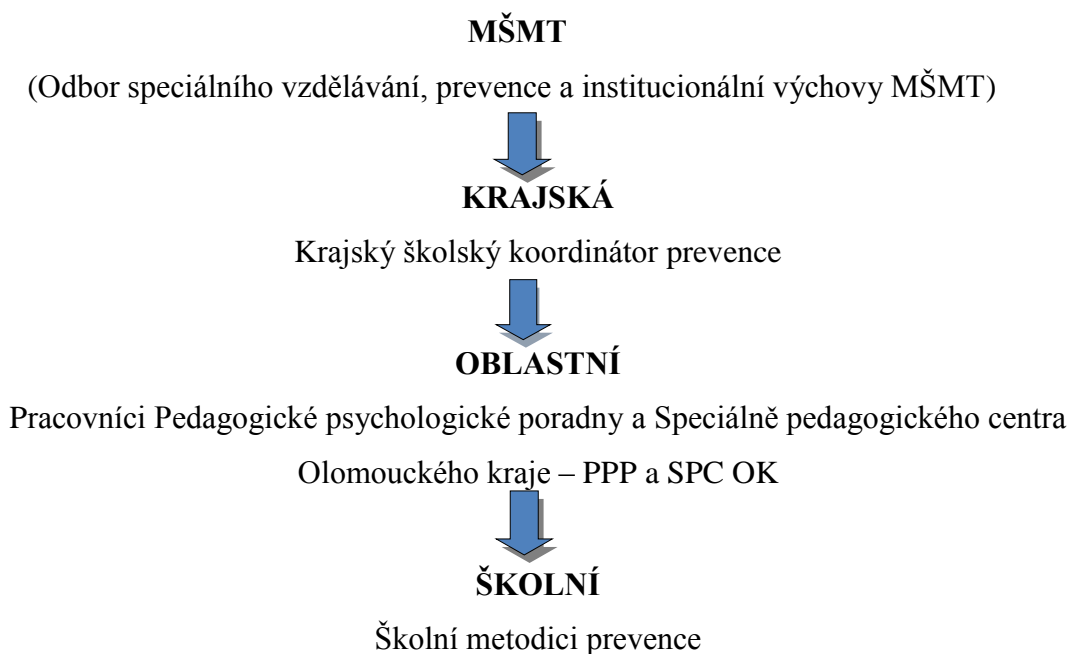 MŠMT
(Odbor speciálního vzdělávání, prevence a institucionální výchovy MŠMT)
KRAJSKÁ
Krajský školský koordinátor prevence
OBLASTNÍ
Pracovníci Pedagogické psychologické poradny a Speciálně pedagogického centra
Olomouckého kraje – PPP a SPC OK
ŠKOLNÍ
Školní metodici prevence